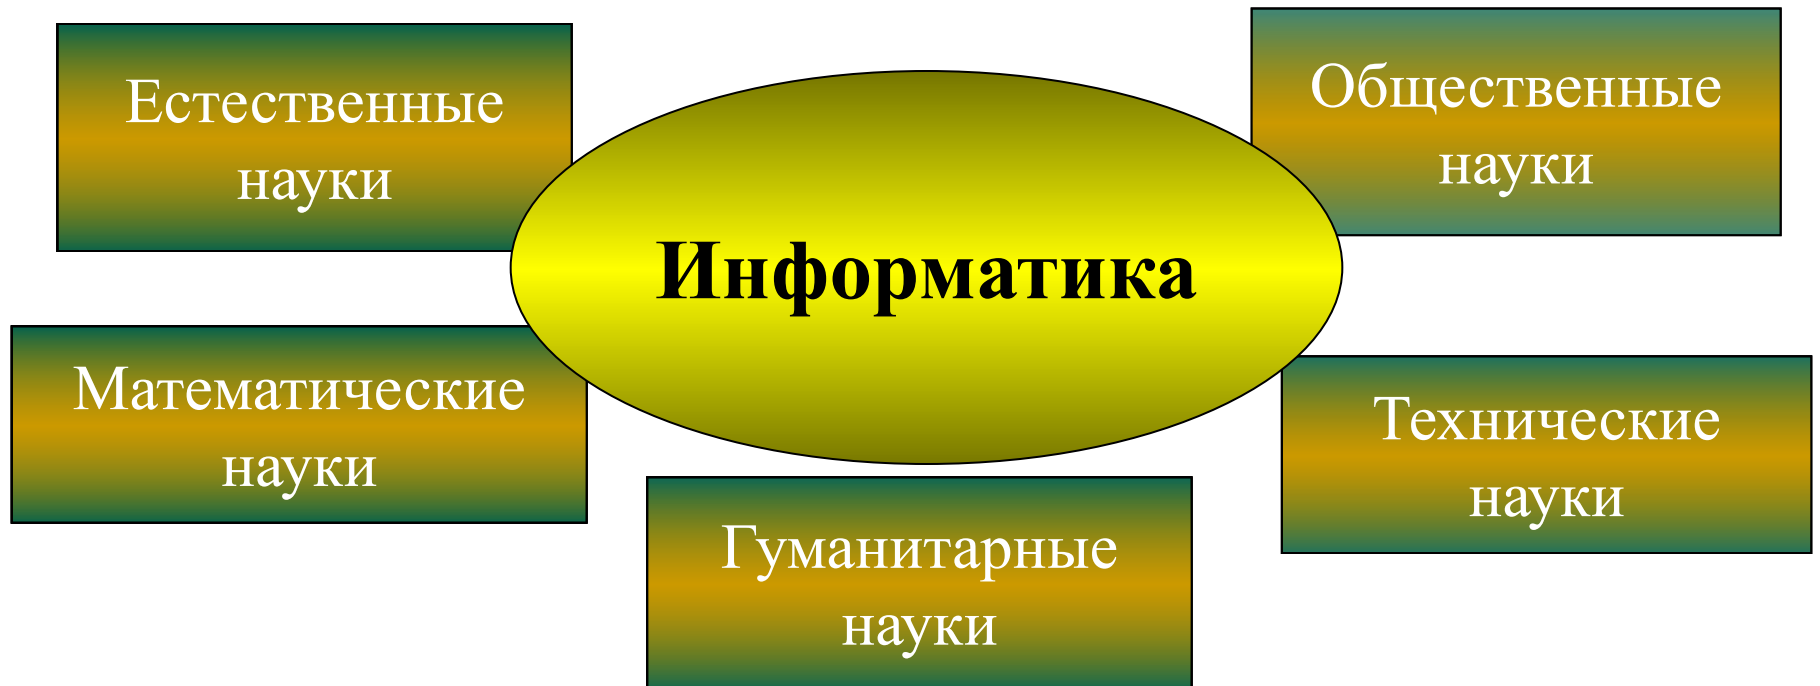 Естественные
науки
Общественные
науки
Информатика
Математические
науки
Технические
науки
Гуманитарные
науки